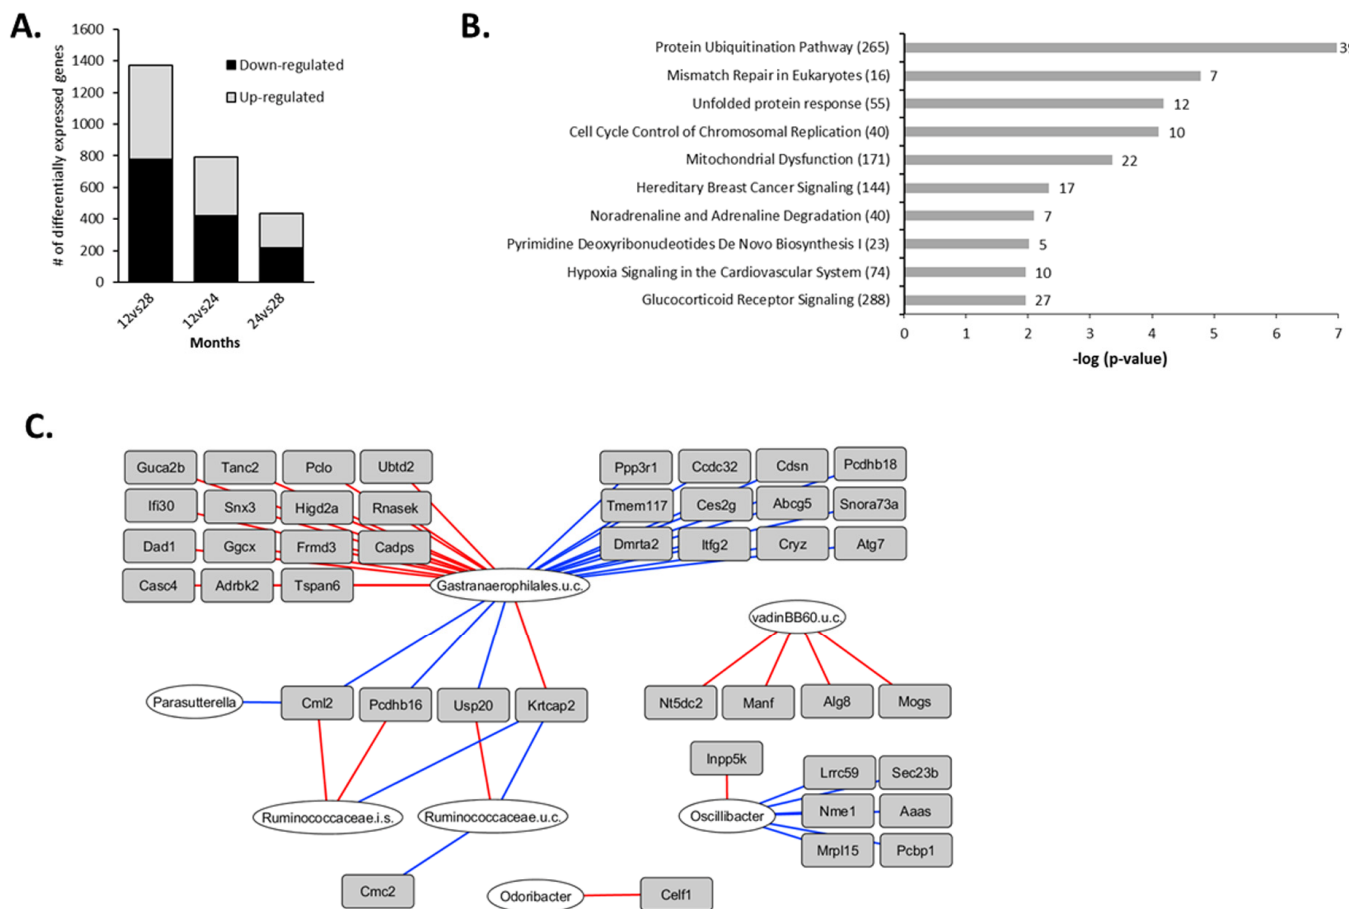 A.
# of differentially expressed genes
1600
1400
1200
1000
800
600
400
200
0
Down-regulated
Up-regulated
12vs28
12vs24
24vs28
Months
B.
Protein Ubiquitination Pathway (265)
Mismatch Repair in Eukaryotes (16) 7
Unfolded protein response (55) 12
Cell Cycle Control of Chromosomal Replication (40) 10
Mitochondrial Dysfunction (171) 22
Hereditary Breast Cancer Signaling (144) 17
Noradrenaline and Adrenaline Degradation (40) 7
Pyrimidine Deoxyribonucleotides De Novo Biosynthesis I (23) 5
Hypoxia Signaling in the Cardiovascular System (74) 10
Glucocorticoid Receptor Signaling (288) 27
0 1 2 3 4 5 6 7
-log (p-value)
C.
Guca2b Tanc2 Pclo Ubtd2
Ifi30 Snx3 Higd2a Rnasek
Dad1 Ggcx Frmd3 Cadps
Casc4 Adrbk2 Tspan6
Ppp3r1 Ccdc32 Cdsn Pcdhb18
Tmem117 Ces2g Abcg5 Snora73a
Dmrta2 Itfg2 Cryz Atg7
Gastranaerophilales.u.c.
vadinBB60.u.c.
Parasutterella Cml2 Pcdhb16 Usp20 Krtcap2
Nt5dc2 Manf Alg8 Mogs
Inpp5k
Lrrc59 Sec23b
Ruminococcaceae.i.s. Ruminococcaceae.u.c.
Oscillibacter Nme1 Aaas
Mrpl15 Pcbp1
Cmc2
Odoribacter Celf1